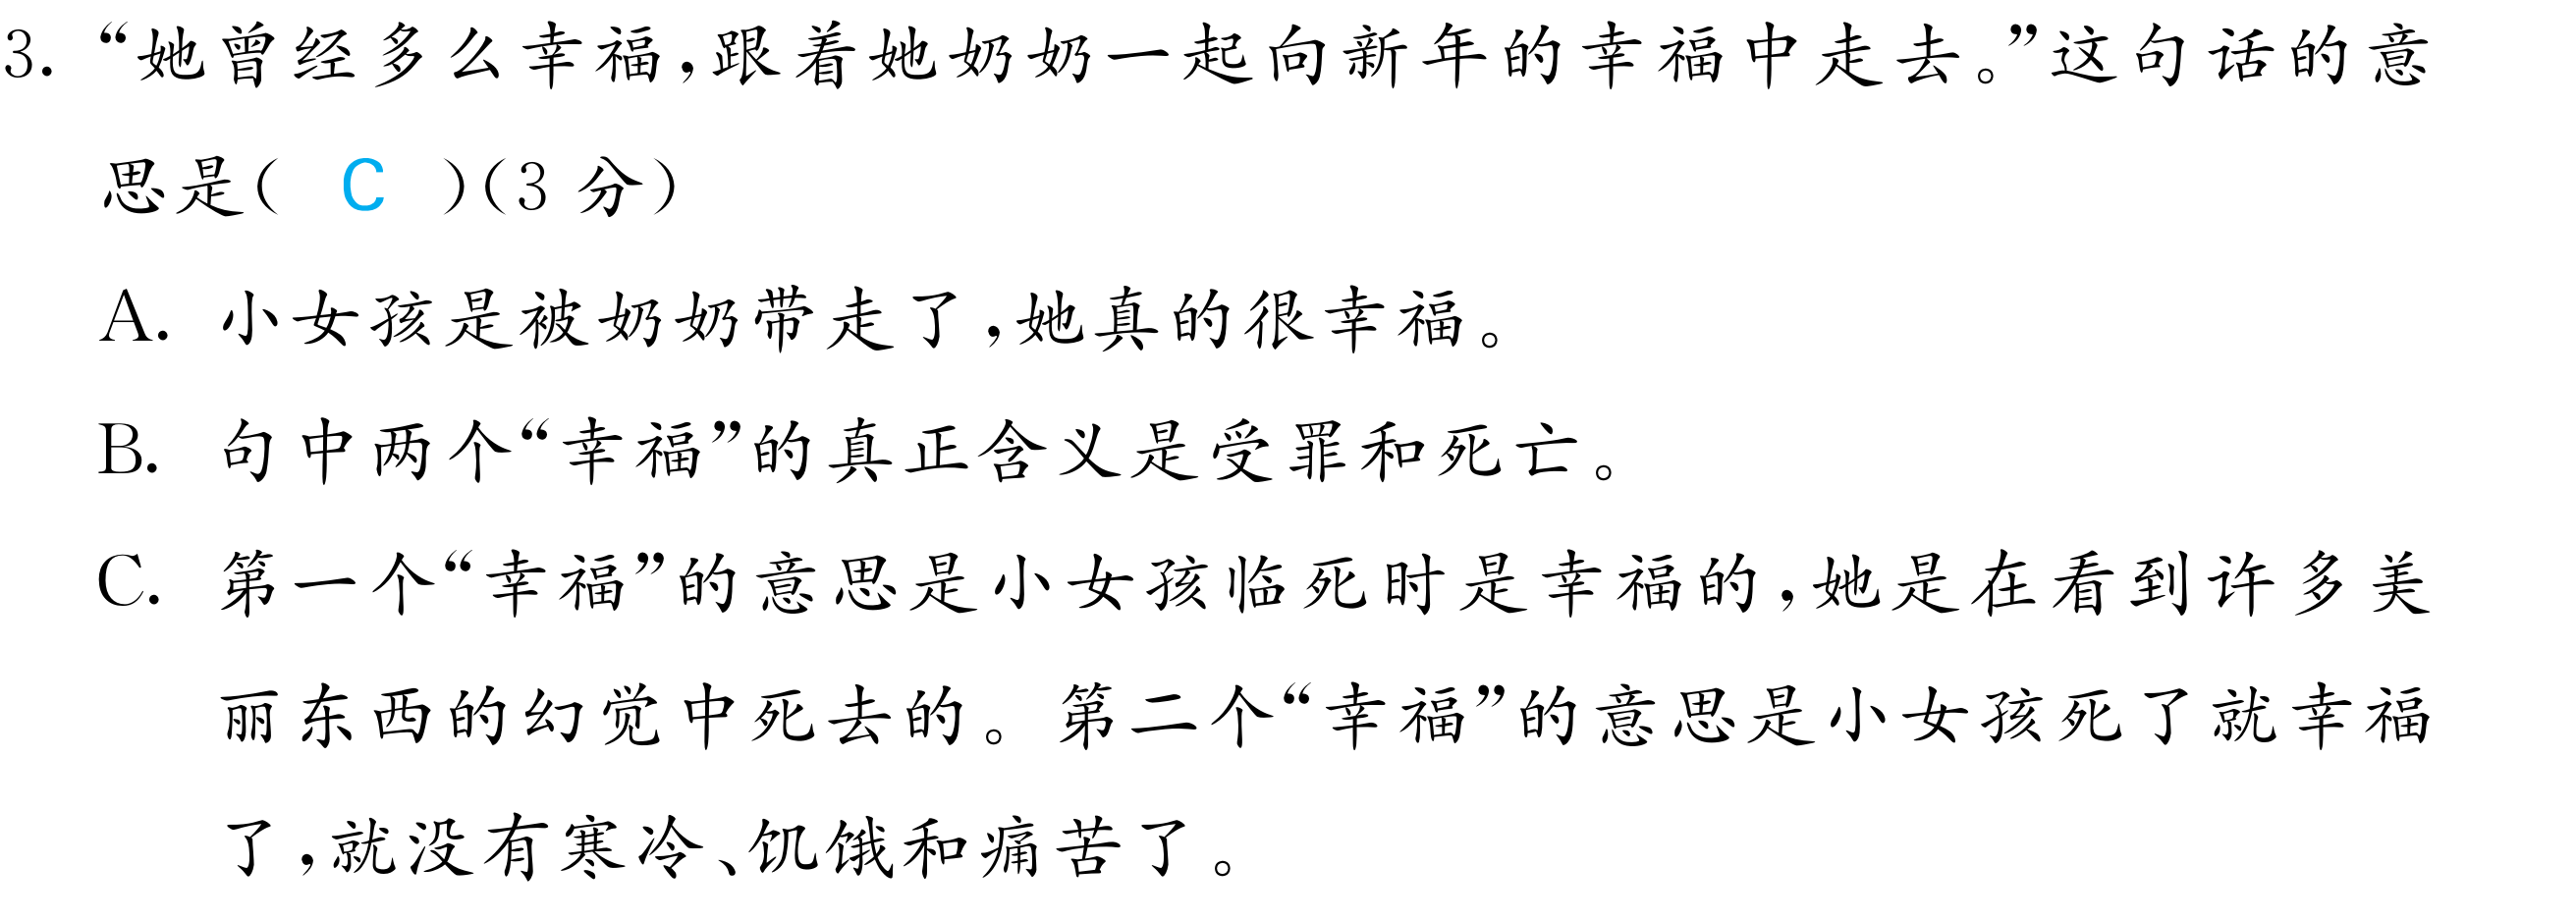 3. “她曾经多么幸福,跟着她奶奶一起向新年的幸福中走去。”这句话的意
思是( C )(3 分)
A. 小女孩是被奶奶带走了,她真的很幸福。
B. 句中两个“幸福”的真正含义是受罪和死亡。
C. 第一个“幸福”的意思是小女孩临死时是幸福的,她是在看到许多美
丽东西的幻觉中死去的。第二个“幸福”的意思是小女孩死了就幸福
了,就没有寒冷、饥饿和痛苦了。